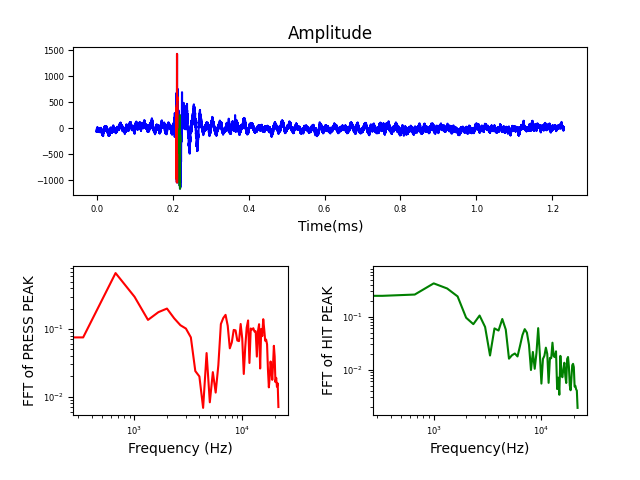 Amplitude
1500
1000
500
0
−500
−1000
0.0 0.2 0.4 0.6 0.8 1.0 1.2
Time(ms)
FFT of PRESS PEAK
10⁻¹
10⁻²
10³ 10⁴
Frequency (Hz)
FFT of HIT PEAK
10⁻¹
10⁻²
10³ 10⁴
Frequency(Hz)